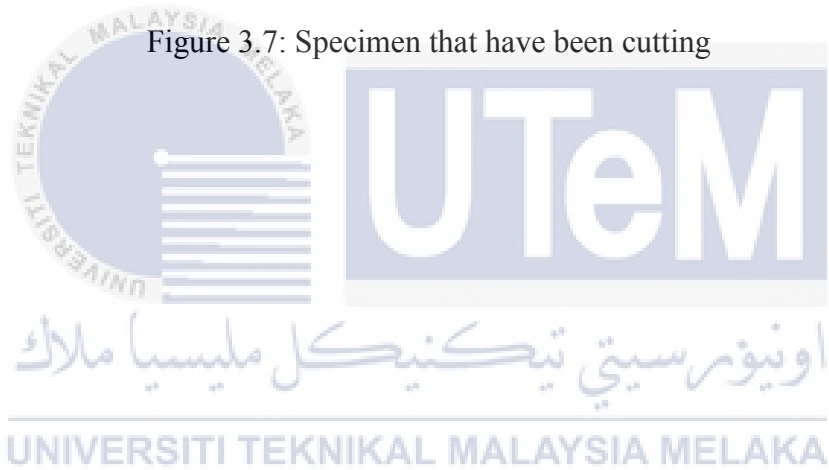 Figure 3.7: Specimen that have been cutting
UNIVERSITI TEKNIKAL MALAYSIA MELAKA
UTeM
اونيۏرسيتي تيكنيكل مليسيا ملاك
UNIVERSITI TEKNIKAL MALAYSIA MELAKA